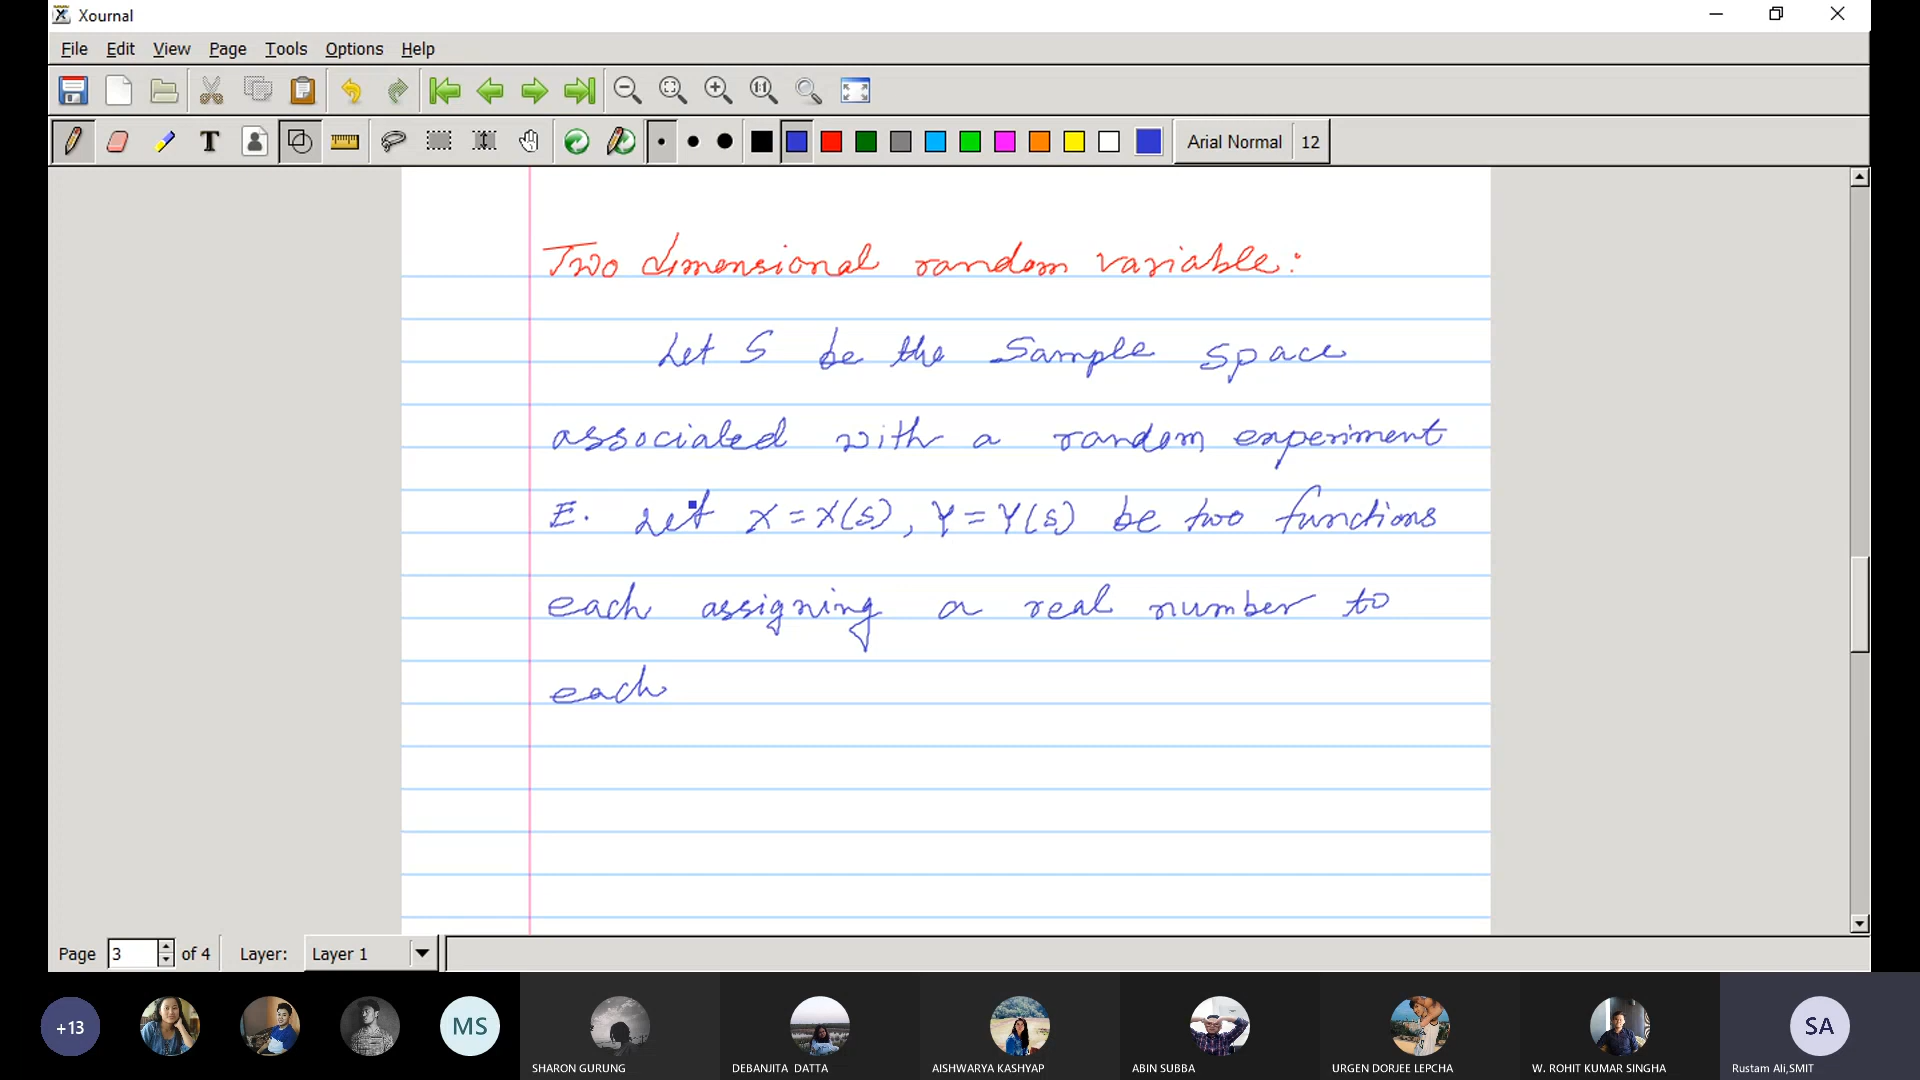 Xournal
File Edit View Page Tools Options Help
Arial Normal 12
Two dimensional random variable:
Let S be the Sample space
associated with a random experiment
E. Let X = X(s), Y = Y(s) be two functions
each assigning a real number to
each
Page 3 of 4 Layer: Layer 1
+13 MS SA
SHARON GURUNG DEBANJITA DATTA AISHWARYA KASHYAP ABIN SUBBA URGEN DORJEE LEPCHA W. ROHIT KUMAR SINGHA Rustam Ali,SMIT